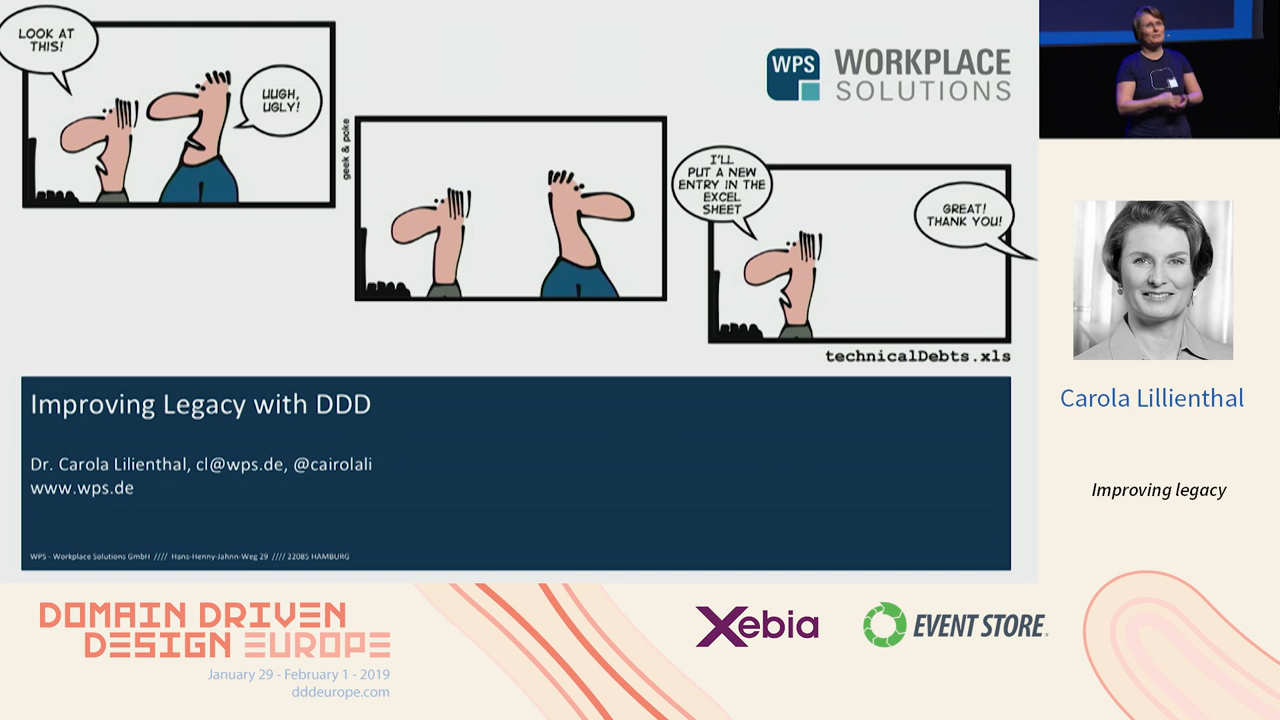 LOOK AT
THIS!
UUGH,
UGLY!
geek & poke
I'LL
PUT A NEW
ENTRY IN THE
EXCEL
SHEET
GREAT!
THANK YOU!
technicalDebts.xls
WPS WORKPLACE
SOLUTIONS
Improving Legacy with DDD
Dr. Carola Lilienthal, cl@wps.de, @cairolali
www.wps.de
WPS - Workplace Solutions GmbH //// Hans-Henny-Jahnn-Weg 29 //// 22085 HAMBURG
Carola Lillienthal
Improving legacy
DOMAIN DRIVEN
DESIGN EUROPE
January 29 - February 1 - 2019
dddeurope.com
Xebia
EVENT STORE.